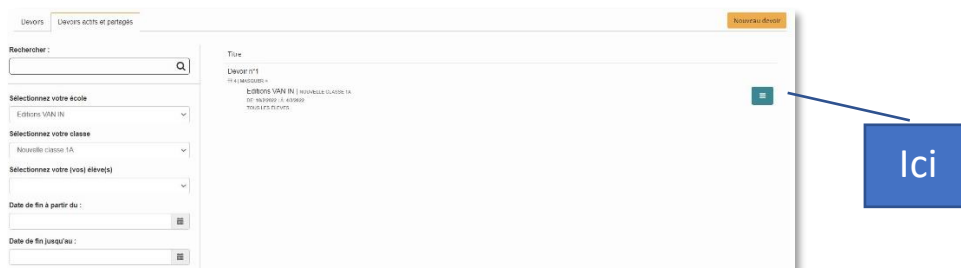 Devoirs Devoirs actifs et partagés
Nouveau devoir
Rechercher :
Sélectionnez votre école
Editions VAN IN
Sélectionnez votre classe
Nouvelle classe 1A
Sélectionnez votre (vos) élève(s)
Date de fin à partir du :
Date de fin jusqu'au :
Titre
Devoir n°1
Editions VAN IN | NOUVELLE CLASSE 1A
TOUS LES ÉLÈVES
Ici